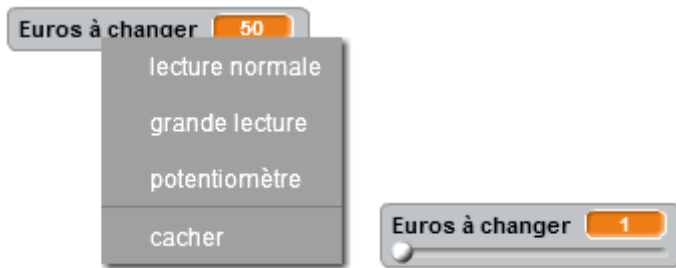 Euros à changer 50
lecture normale
grande lecture
potentiomètre
cacher
Euros à changer 1